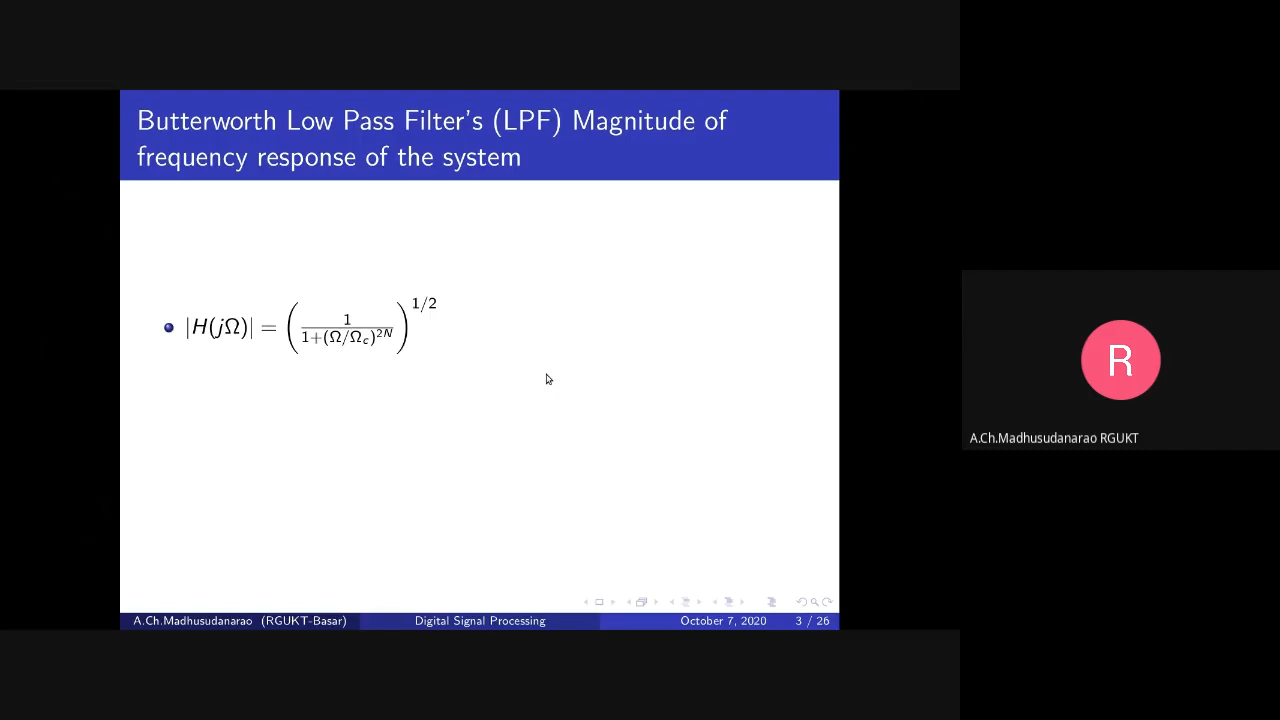 Butterworth Low Pass Filter's (LPF) Magnitude of
frequency response of the system
|H(jΩ)| = (1/(1+(Ω/Ω_c)^{2N}))^{1/2}
R
A.Ch.Madhusudanarao RGUKT
A.Ch.Madhusudanarao (RGUKT-Basar) Digital Signal Processing October 7, 2020 3 / 26